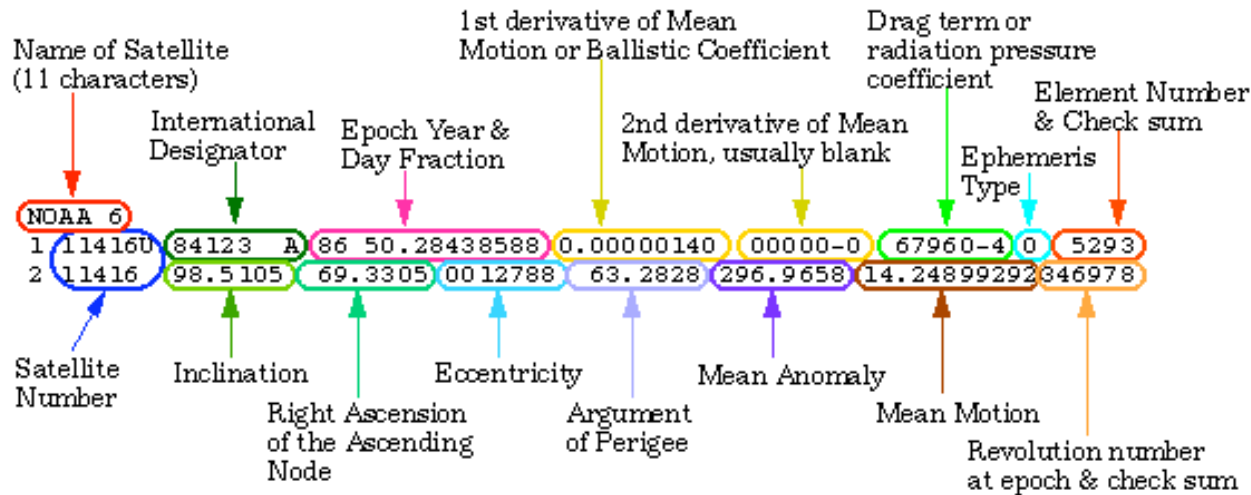 Name of Satellite
(11 characters)
International
Designator
Epoch Year &
Day Fraction
1st derivative of Mean
Motion or Ballistic Coefficient
2nd derivative of Mean
Motion, usually blank
Drag term or
radiation pressure
coefficient
Ephemeris
Type
Element Number
& Check sum
NOAA 6
1 11416U 84123 A 86 50.28438588 0.00000140 00000-0 67960-4 0 5293
2 11416 98.5105 69.3305 0012788 63.2828 296.9658 14.24899292 346978
Satellite
Number
Inclination
Right Ascension
of the Ascending
Node
Eccentricity
Argument
of Perigee
Mean Anomaly
Mean Motion
Revolution number
at epoch & check sum